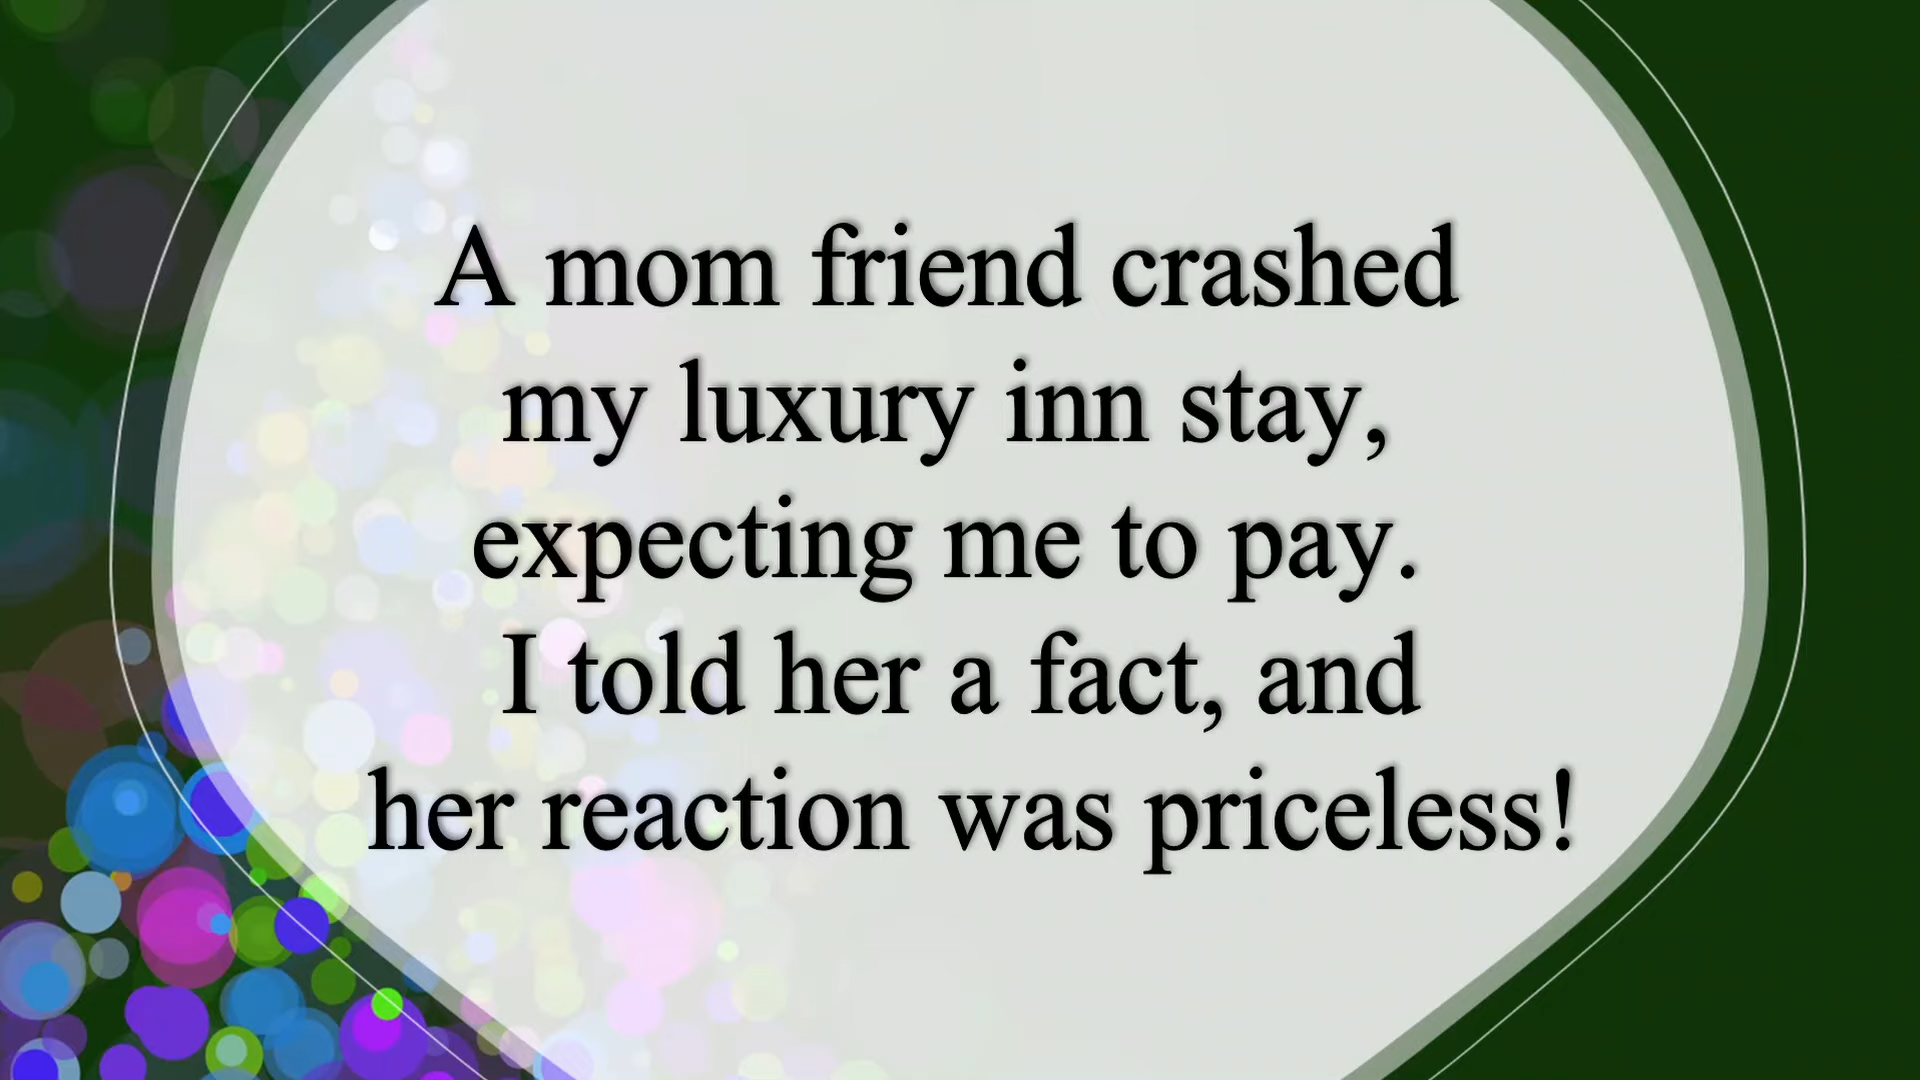 A mom friend crashed
my luxury inn stay,
expecting me to pay.
I told her a fact, and
her reaction was priceless!